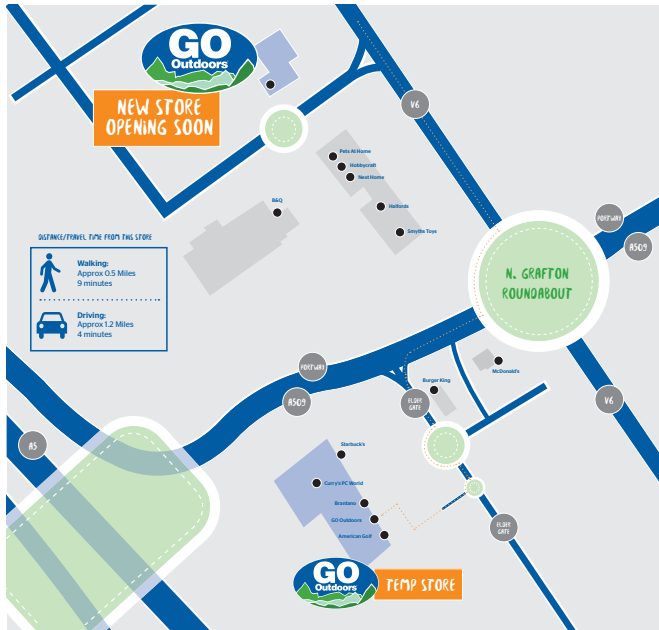 GO
Outdoors
NEW STORE
OPENING SOON
V6
Pets At Home
Hobbycraft
Next Home
B&Q
Halfords
Smyths Toys
PORTWAY
A509
DISTANCE/TRAVEL TIME FROM THIS STORE
Walking:
Approx 0.5 Miles
9 minutes
Driving:
Approx 1.2 Miles
4 minutes
N. GRAFTON
ROUNDABOUT
PORTWAY
A509
McDonald's
Burger King
ELDER
GATE
V6
A5
Starbuck's
Curry's PC World
Brantano
GO Outdoors
American Golf
ELDER
GATE
GO
Outdoors
TEMP STORE